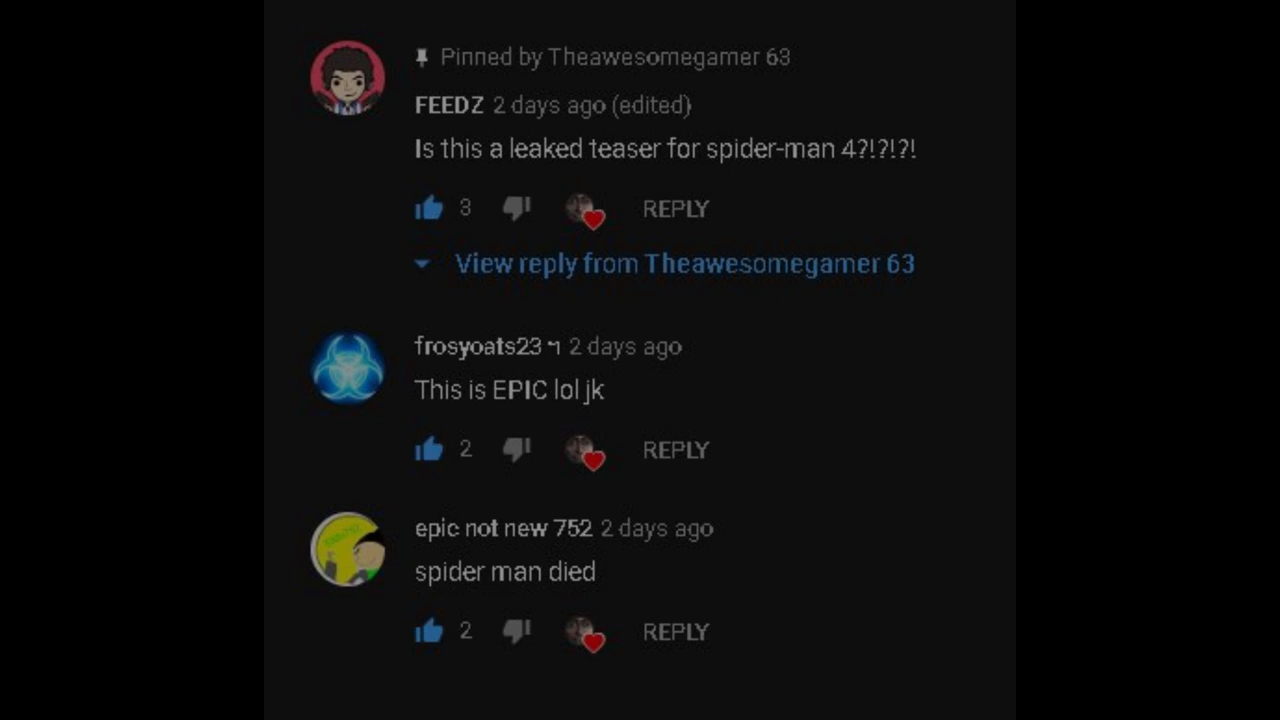 Pinned by Theawesomegamer 63
FEEDZ 2 days ago (edited)
Is this a leaked teaser for spider-man 4?!?!?!
3 REPLY
View reply from Theawesomegamer 63
frosyoats23 ጎ 2 days ago
This is EPIC lol jk
2 REPLY
epic not new 752 2 days ago
spider man died
2 REPLY